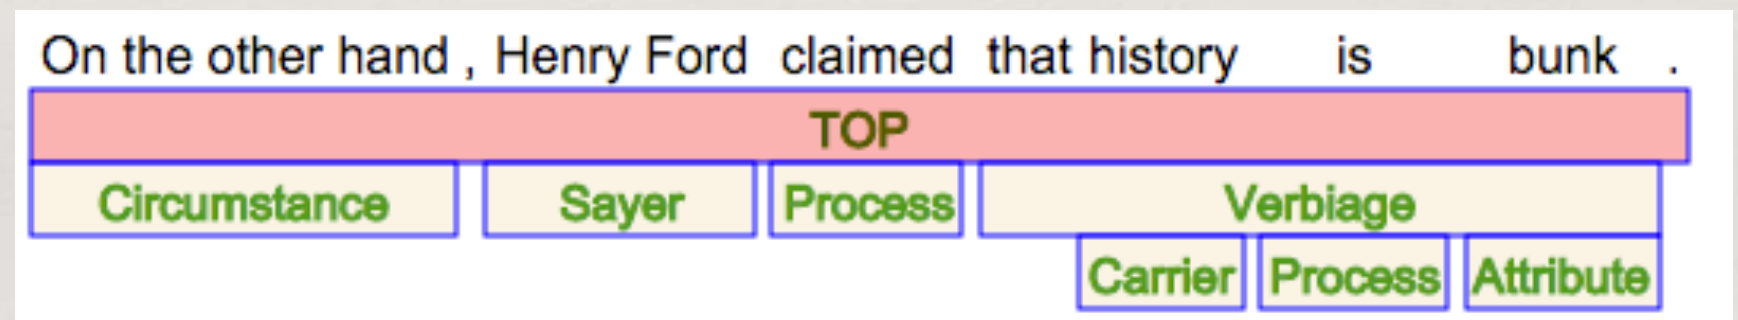 On the other hand , Henry Ford claimed that history is bunk .
TOP
Circumstance Sayer Process Verbiage
Carrier Process Attribute